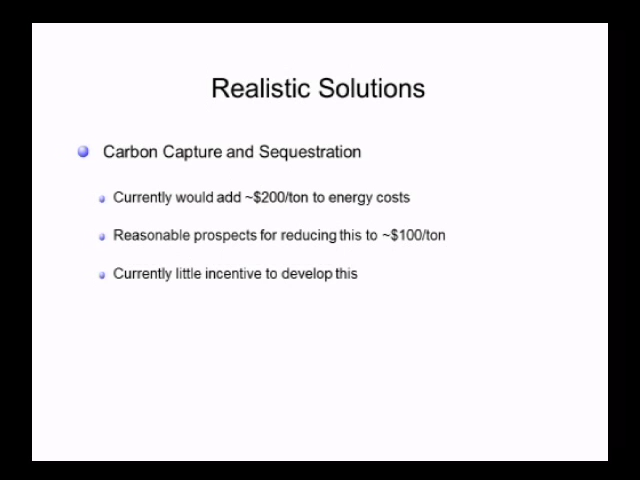 Realistic Solutions
Carbon Capture and Sequestration
Currently would add ~$200/ton to energy costs
Reasonable prospects for reducing this to ~$100/ton
Currently little incentive to develop this